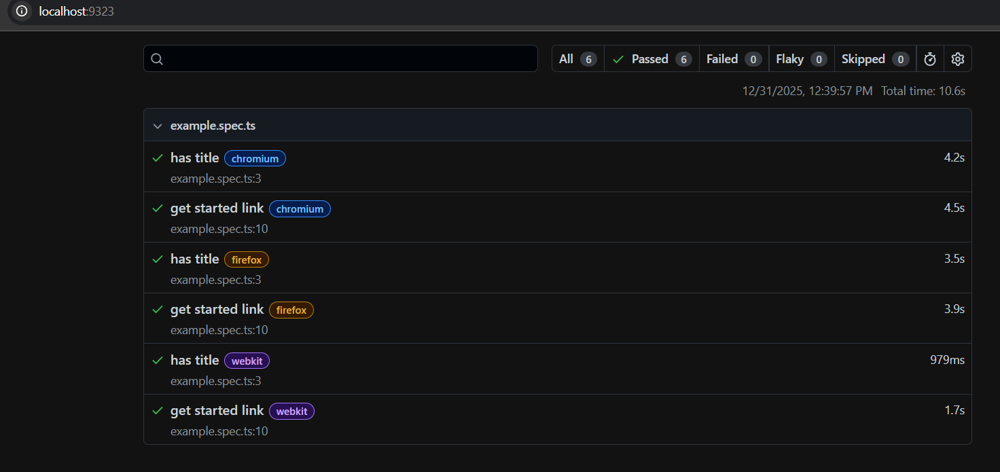 localhost:9323
All 6 Passed 6 Failed 0 Flaky 0 Skipped 0
12/31/2025, 12:39:57 PM Total time: 10.6s
example.spec.ts
has title chromium 4.2s
example.spec.ts:3
get started link chromium 4.5s
example.spec.ts:10
has title firefox 3.5s
example.spec.ts:3
get started link firefox 3.9s
example.spec.ts:10
has title webkit 979ms
example.spec.ts:3
get started link webkit 1.7s
example.spec.ts:10